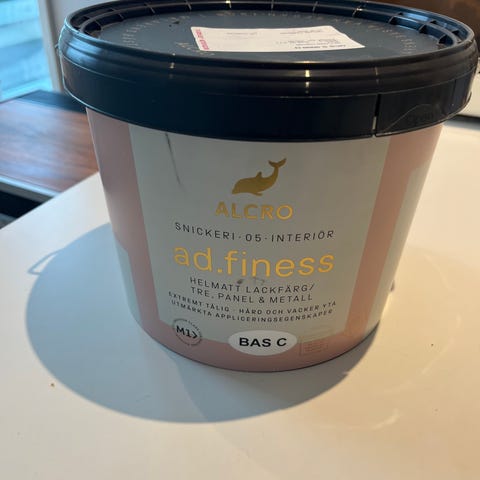 ALCRO
SNICKERI · 05 · INTERIÖR
ad.finess
HELMATT LACKFÄRG/
TRE, PANEL & METALL
EXTREMT TÅLIG · HÅRD OCH VACKER YTA
UTMÄRKTA APPLICERINGSEGENSKAPER
M1
BAS C